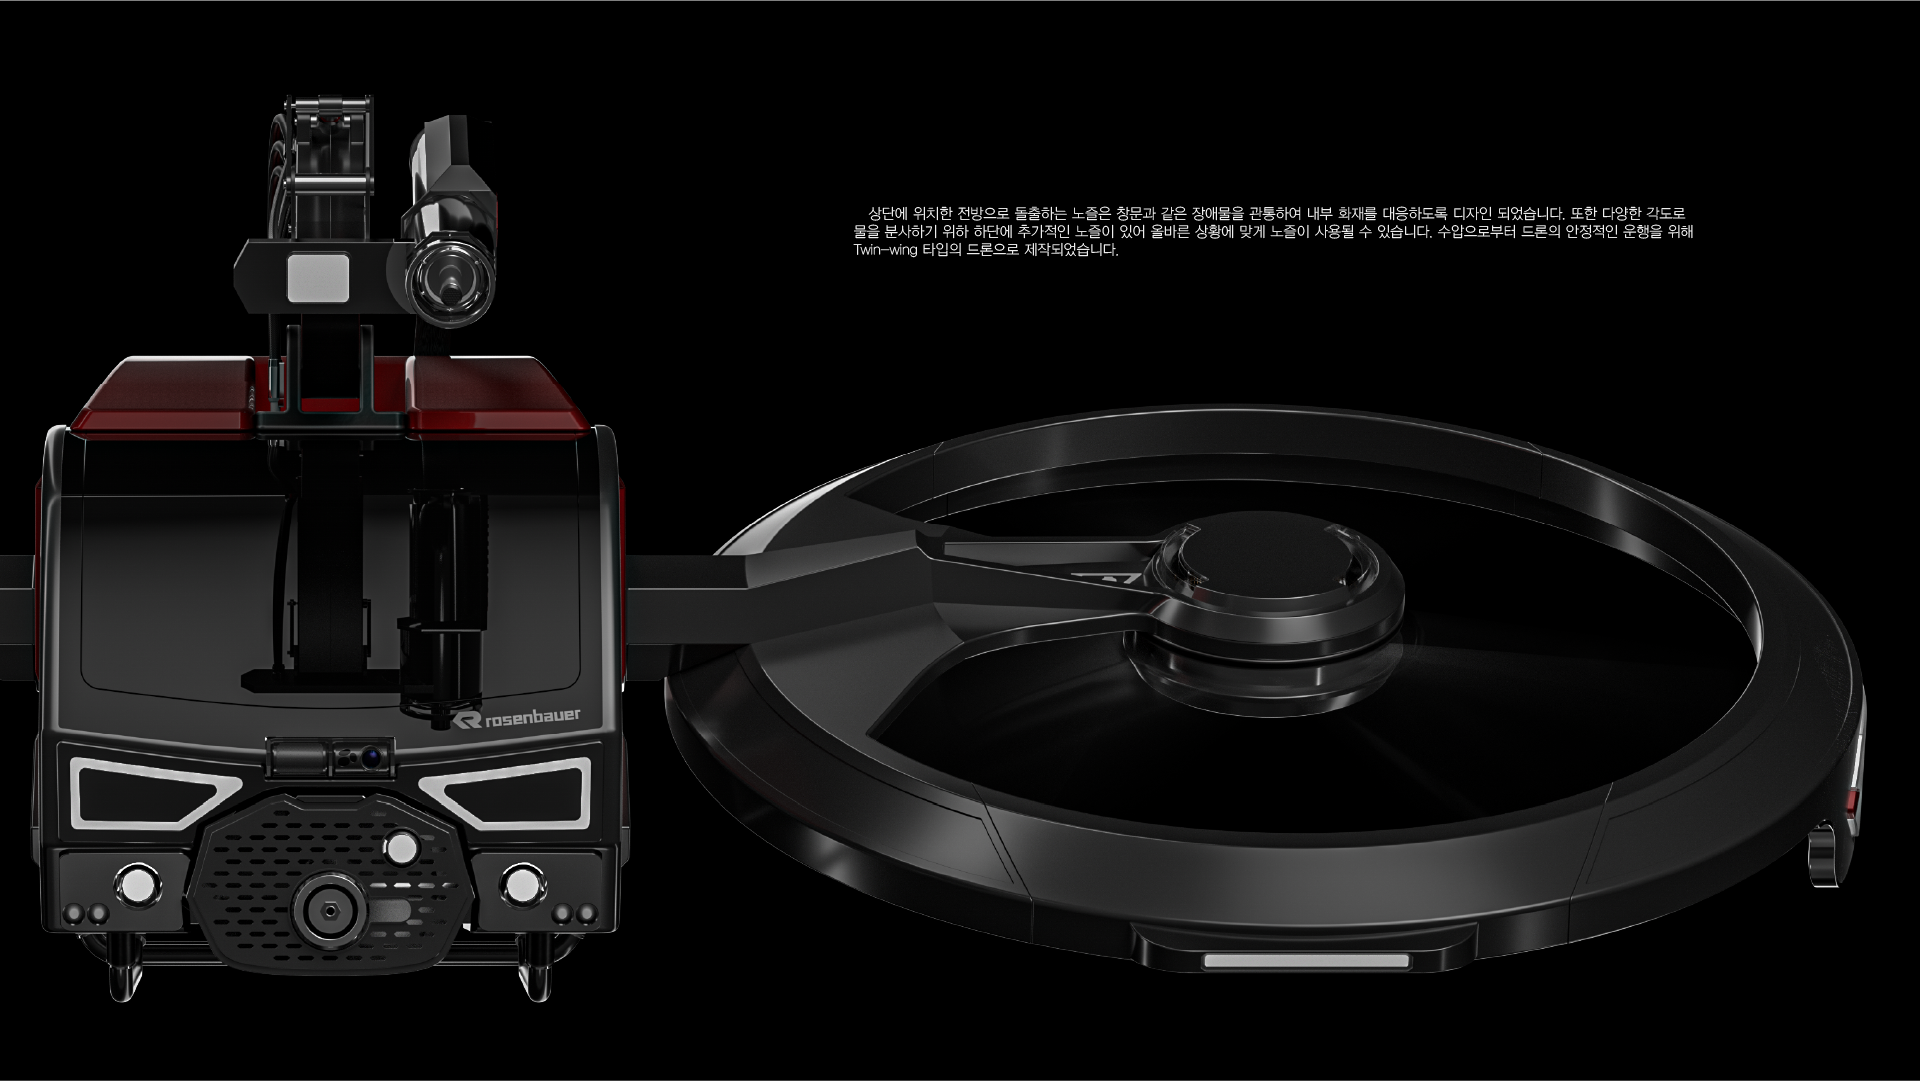 상단에 위치한 전방으로 돌출하는 노즐은 창문과 같은 장애물을 관통하여 내부 화재를 대응하도록 디자인 되었습니다. 또한 다양한 각도로
물을 분사하기 위하 하단에 추가적인 노즐이 있어 올바른 상황에 맞게 노즐이 사용될 수 있습니다. 수압으로부터 드론의 안정적인 운행을 위해
Twin-wing 타입의 드론으로 제작되었습니다.
rosenbauer